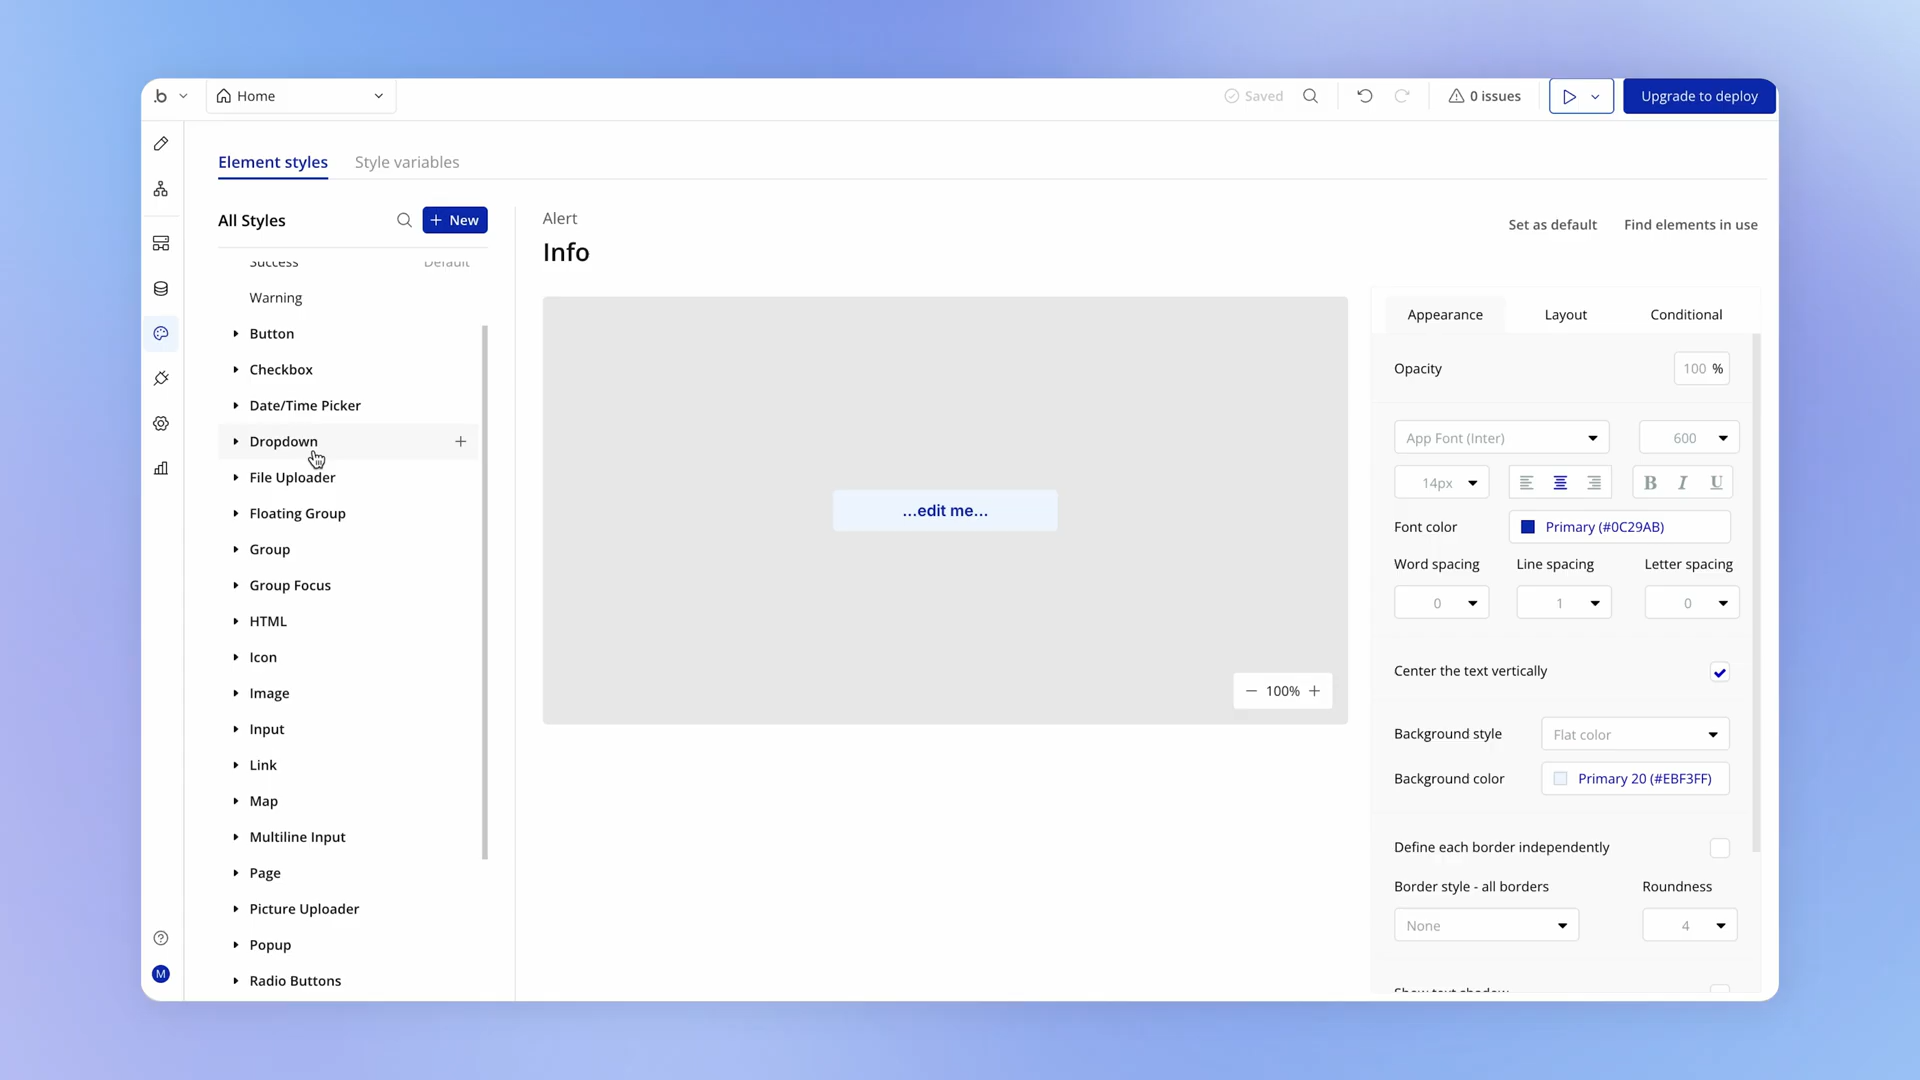 .b
Home
Saved
0 issues
Upgrade to deploy
Element styles
Style variables
All Styles
+ New
Success
Default
Warning
Button
Checkbox
Date/Time Picker
Dropdown
File Uploader
Floating Group
Group
Group Focus
HTML
Icon
Image
Input
Link
Map
Multiline Input
Page
Picture Uploader
Popup
Radio Buttons
M
Alert
Info
Set as default
Find elements in use
...edit me...
100%
Appearance
Layout
Conditional
Opacity
100 %
App Font (Inter)
600
14px
B I U
Font color
Primary (#0C29AB)
Word spacing
Line spacing
Letter spacing
0
1
0
Center the text vertically
Background style
Flat color
Background color
Primary 20 (#EBF3FF)
Define each border independently
Border style - all borders
Roundness
None
4
Show text shadow